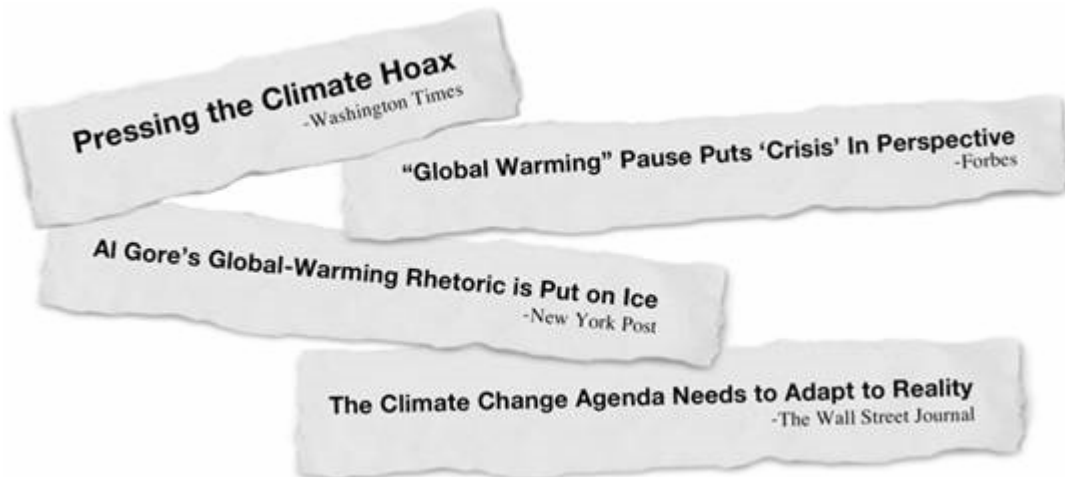 Pressing the Climate Hoax
-Washington Times
“Global Warming” Pause Puts ‘Crisis’ In Perspective
-Forbes
Al Gore’s Global-Warming Rhetoric is Put on Ice
-New York Post
The Climate Change Agenda Needs to Adapt to Reality
-The Wall Street Journal